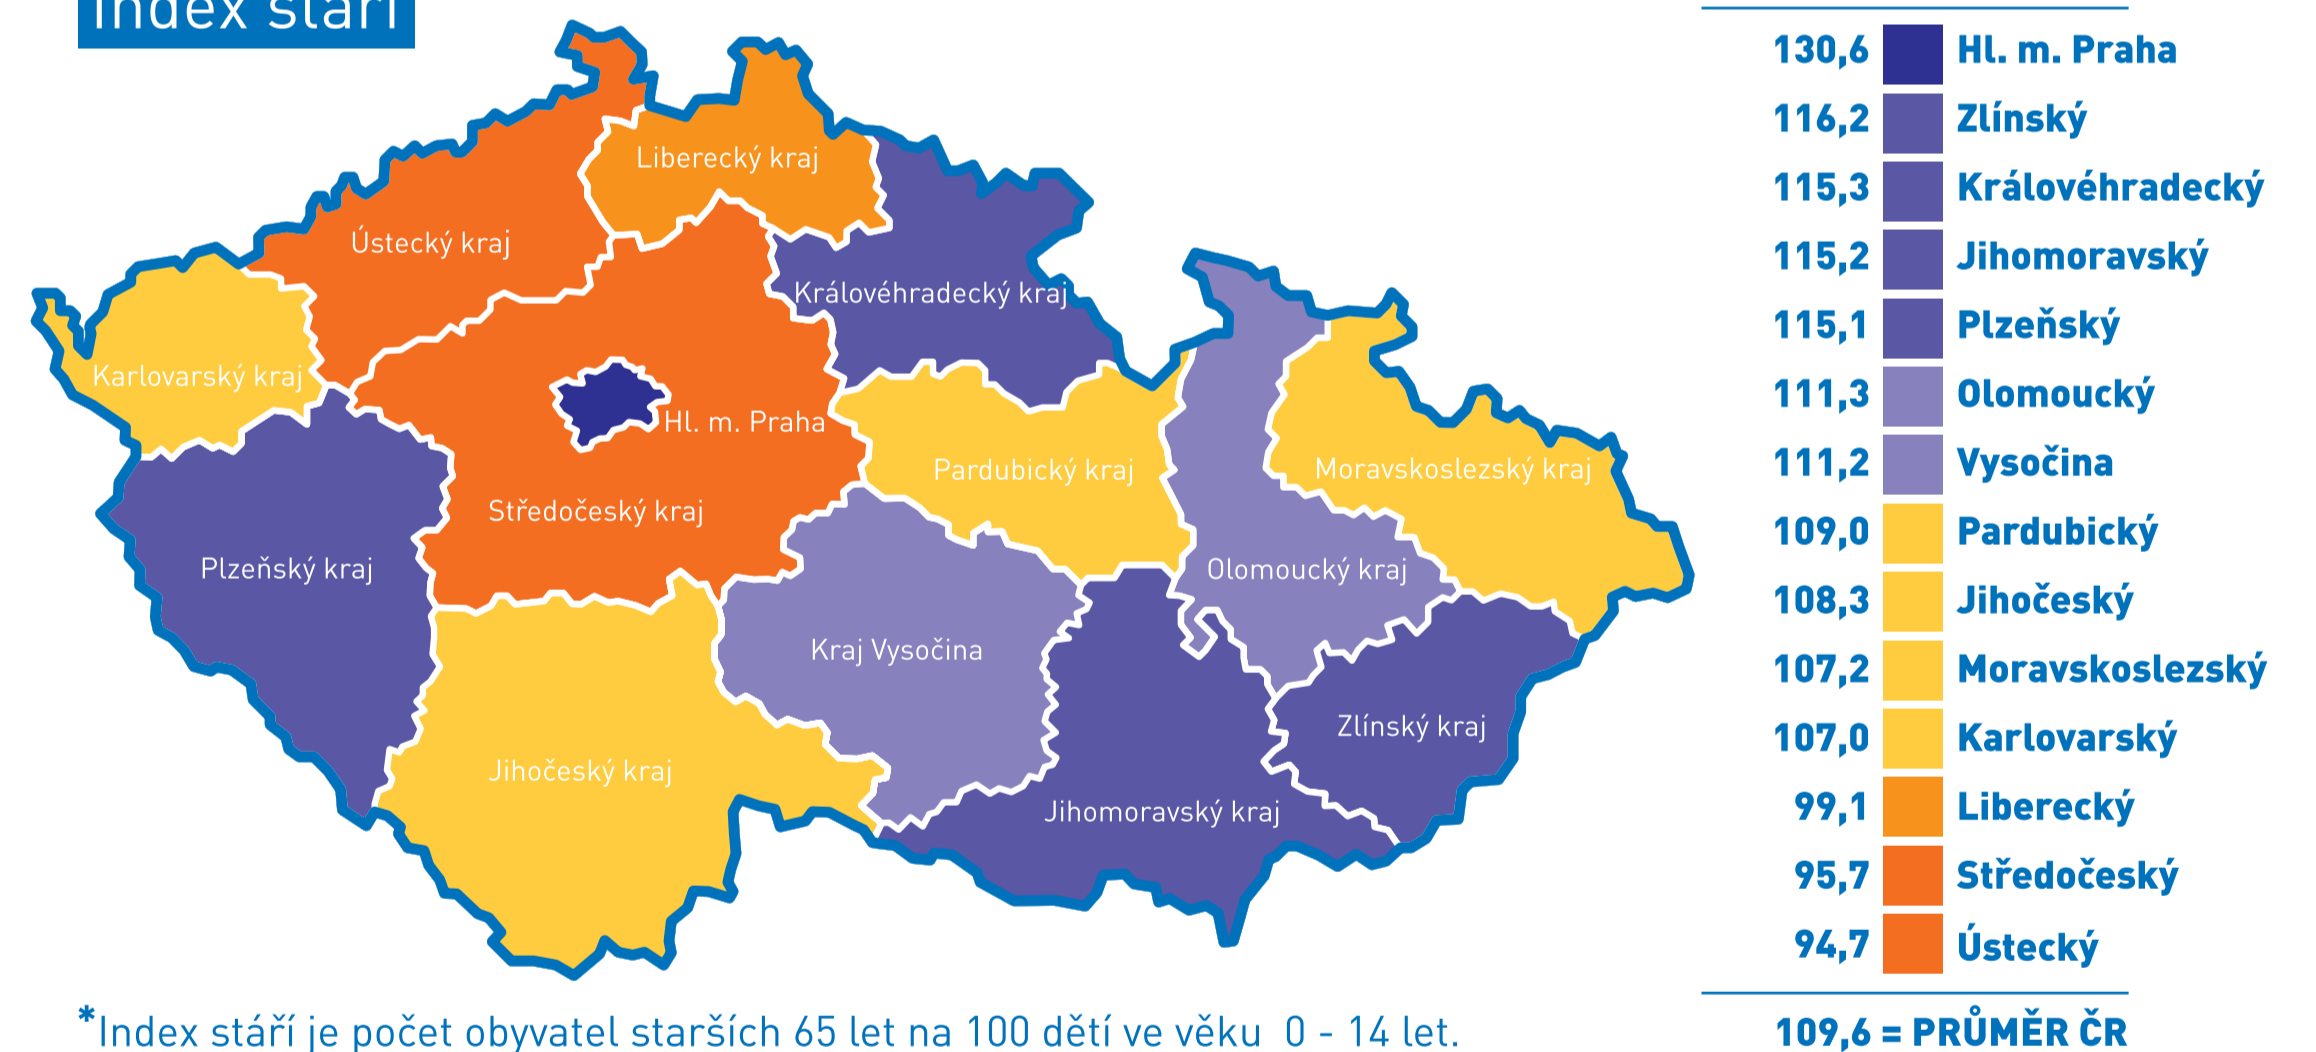 Index stáří
Liberecký kraj
Ústecký kraj
Královéhradecký kraj
Karlovarský kraj
Hl. m. Praha
Pardubický kraj
Moravskoslezský kraj
Středočeský kraj
Plzeňský kraj
Olomoucký kraj
Kraj Vysočina
Zlínský kraj
Jihočeský kraj
Jihomoravský kraj
130,6 Hl. m. Praha
116,2 Zlínský
115,3 Královéhradecký
115,2 Jihomoravský
115,1 Plzeňský
111,3 Olomoucký
111,2 Vysočina
109,0 Pardubický
108,3 Jihočeský
107,2 Moravskoslezský
107,0 Karlovarský
99,1 Liberecký
95,7 Středočeský
94,7 Ústecký
109,6 = PRŮMĚR ČR
*Index stáří je počet obyvatel starších 65 let na 100 dětí ve věku 0 - 14 let.